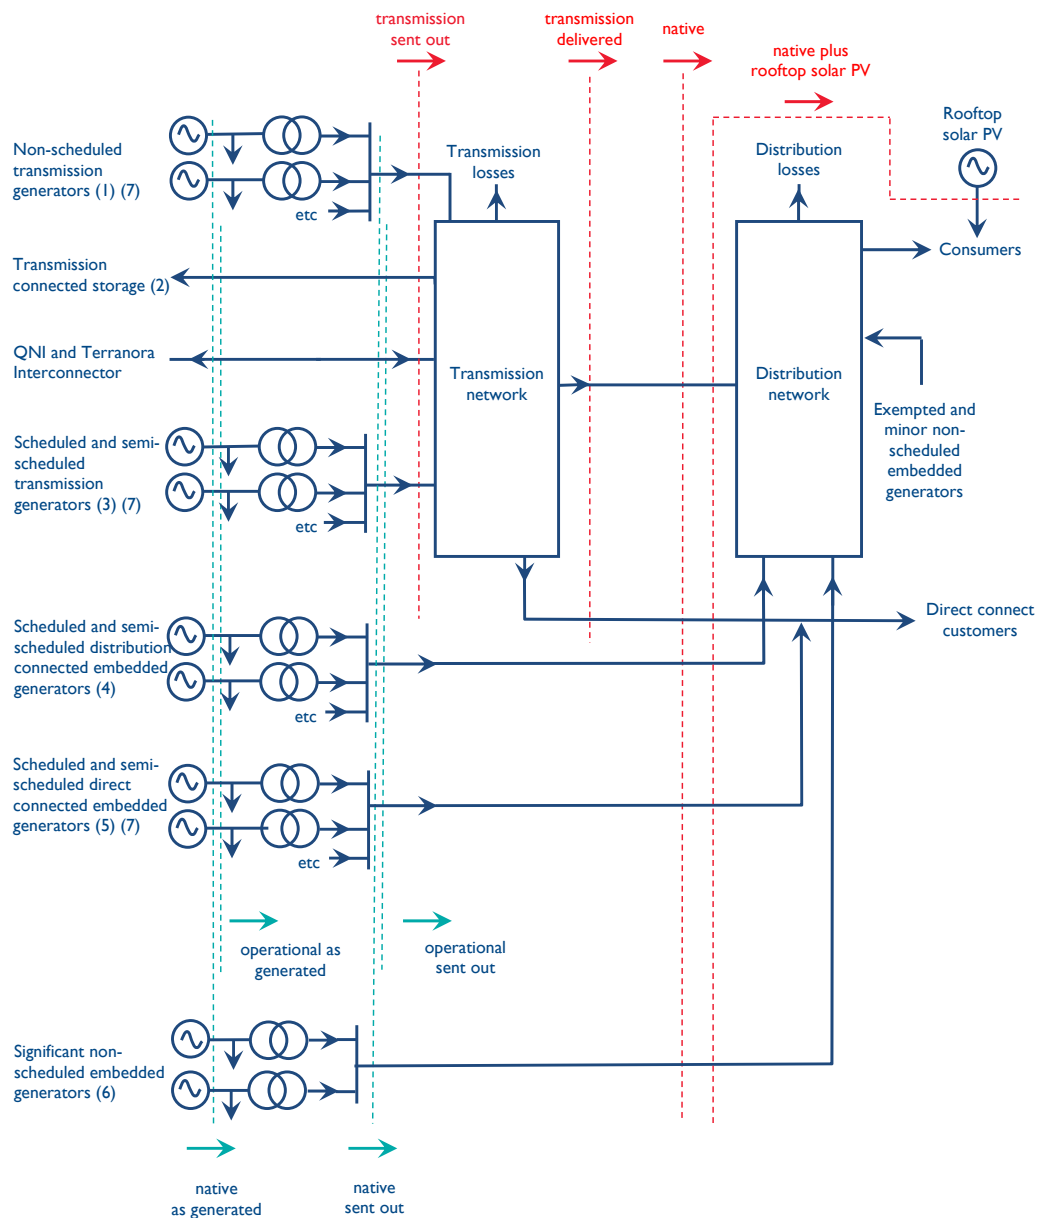 transmission
sent out
transmission
delivered
native
native plus
rooftop solar PV
Rooftop
solar PV
Non-scheduled
transmission
generators (1) (7)
etc
Transmission
losses
Distribution
losses
Consumers
Transmission
connected storage (2)
QNI and Terranora
Interconnector
Transmission
network
Distribution
network
Exempted and
minor non-
scheduled
embedded
generators
Scheduled and semi-
scheduled
transmission
generators (3) (7)
etc
Scheduled and semi-
scheduled distribution
connected embedded
generators (4)
etc
Direct connect
customers
Scheduled and semi-
scheduled direct
connected embedded
generators (5) (7)
etc
operational as
generated
operational
sent out
Significant non-
scheduled embedded
generators (6)
native
as generated
native
sent out